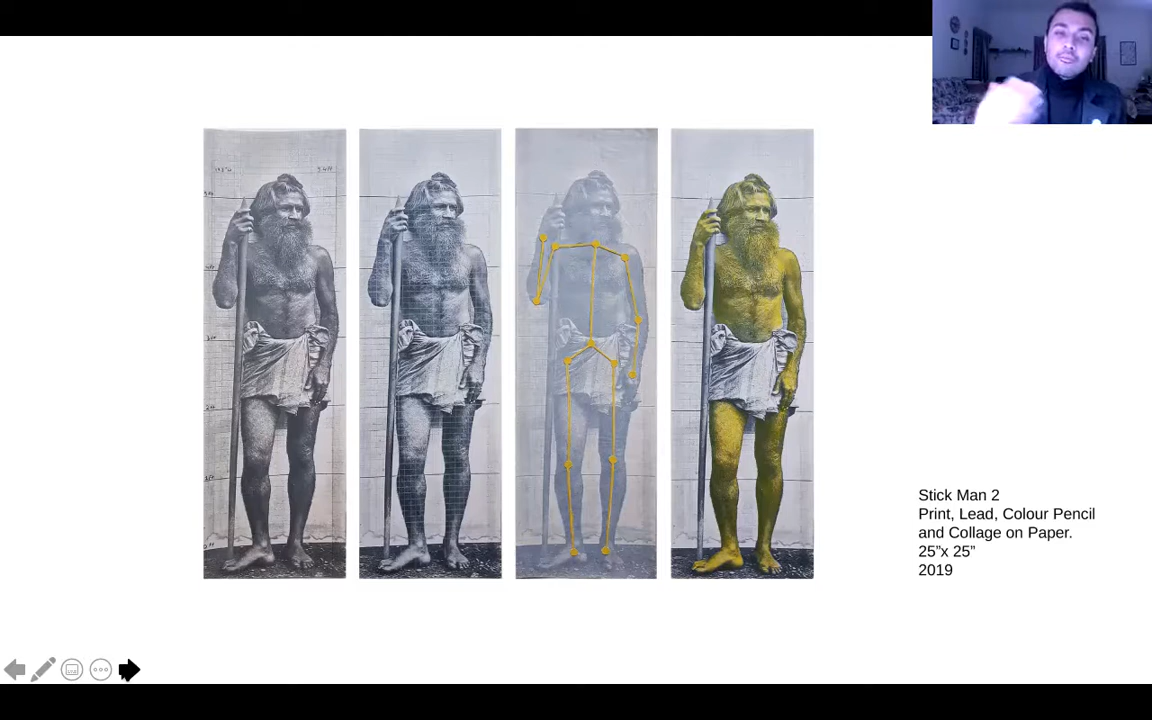 Stick Man 2
Print, Lead, Colour Pencil
and Collage on Paper.
25”x 25”
2019